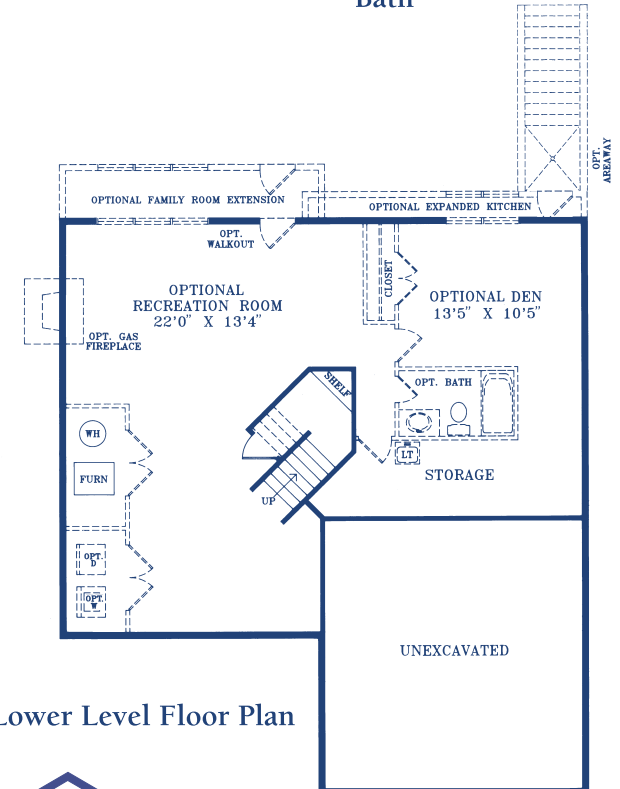 Bath
OPT.
AREAWAY
OPTIONAL FAMILY ROOM EXTENSION
OPTIONAL EXPANDED KITCHEN
OPT.
WALKOUT
CLOSET
OPTIONAL
RECREATION ROOM
22'0" X 13'4"
OPTIONAL DEN
13'5" X 10'5"
OPT. GAS
FIREPLACE
SHELF
OPT. BATH
WH
LT
FURN
STORAGE
UP
OPT.
D
OPT.
W
UNEXCAVATED
Lower Level Floor Plan